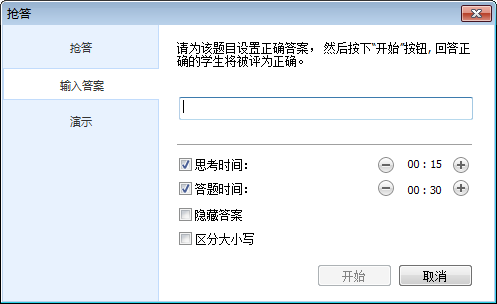 抢答
抢答
输入答案
演示
请为该题目设置正确答案，然后按下“开始”按钮, 回答正
确的学生将被评为正确。
思考时间: 00 : 15
答题时间: 00 : 30
隐藏答案
区分大小写
开始 取消